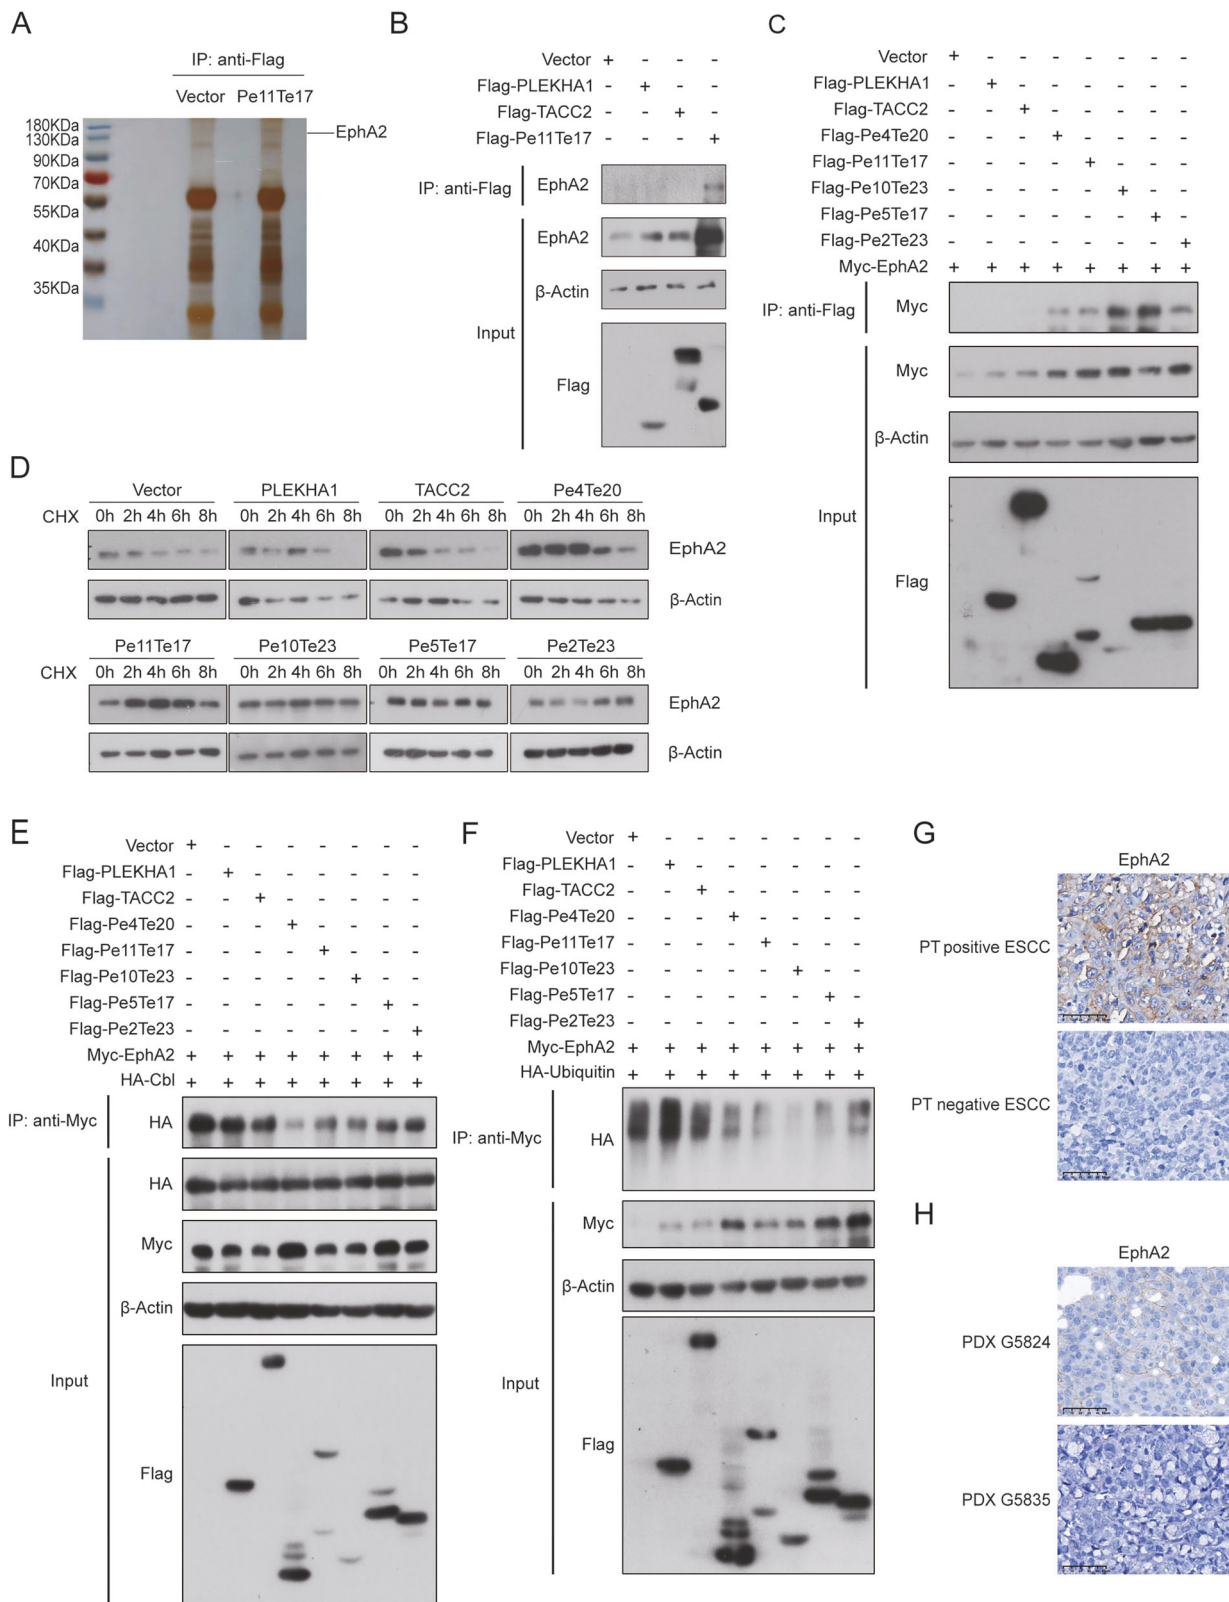 A
IP: anti-Flag
Vector Pe11Te17
180KDa
130KDa
90KDa
70KDa
55KDa
40KDa
35KDa
EphA2
B
Vector + - - -
Flag-PLEKHA1 - + - -
Flag-TACC2 - - + -
Flag-Pe11Te17 - - - +
IP: anti-Flag EphA2
EphA2
β-Actin
Input
Flag
C
Vector + - - - - - - -
Flag-PLEKHA1 - + - - - - - -
Flag-TACC2 - - + - - - - -
Flag-Pe4Te20 - - - + - - - -
Flag-Pe11Te17 - - - - + - - -
Flag-Pe10Te23 - - - - - + - -
Flag-Pe5Te17 - - - - - - + -
Flag-Pe2Te23 - - - - - - - +
Myc-EphA2 + + + + + + + +
IP: anti-Flag Myc
Myc
β-Actin
Input
Flag
D
Vector PLEKHA1 TACC2 Pe4Te20
CHX 0h 2h 4h 6h 8h 0h 2h 4h 6h 8h 0h 2h 4h 6h 8h 0h 2h 4h 6h 8h
EphA2
β-Actin
Pe11Te17 Pe10Te23 Pe5Te17 Pe2Te23
CHX 0h 2h 4h 6h 8h 0h 2h 4h 6h 8h 0h 2h 4h 6h 8h 0h 2h 4h 6h 8h
EphA2
β-Actin
E
Vector + - - - - - - -
Flag-PLEKHA1 - + - - - - - -
Flag-TACC2 - - + - - - - -
Flag-Pe4Te20 - - - + - - - -
Flag-Pe11Te17 - - - - + - - -
Flag-Pe10Te23 - - - - - + - -
Flag-Pe5Te17 - - - - - - + -
Flag-Pe2Te23 - - - - - - - +
Myc-EphA2 + + + + + + + +
HA-Cbl + + + + + + + +
IP: anti-Myc HA
HA
Myc
β-Actin
Input
Flag
F
Vector + - - - - - - -
Flag-PLEKHA1 - + - - - - - -
Flag-TACC2 - - + - - - - -
Flag-Pe4Te20 - - - + - - - -
Flag-Pe11Te17 - - - - + - - -
Flag-Pe10Te23 - - - - - + - -
Flag-Pe5Te17 - - - - - - + -
Flag-Pe2Te23 - - - - - - - +
Myc-EphA2 + + + + + + + +
HA-Ubiquitin + + + + + + + +
IP: anti-Myc HA
Myc
β-Actin
Input
Flag
G
EphA2
PT positive ESCC
PT negative ESCC
H
EphA2
PDX G5824
PDX G5835